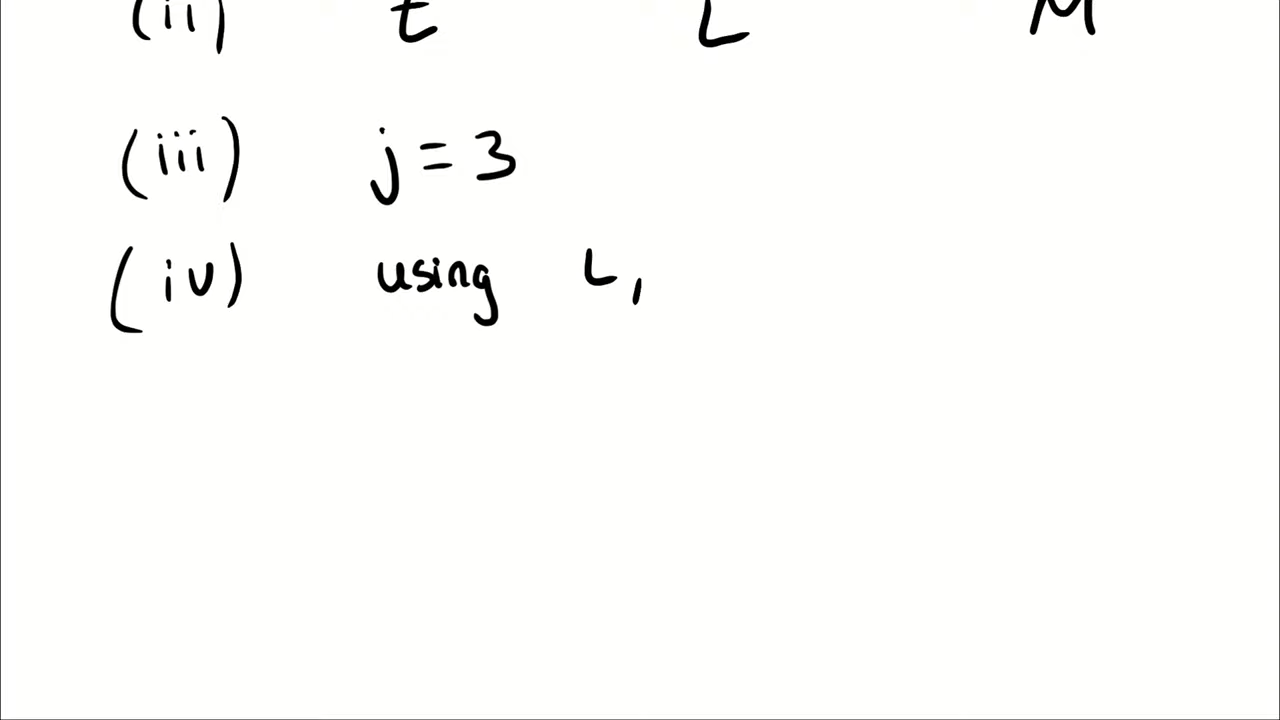 (ii) t L M
(iii) j = 3
(iv) using L,